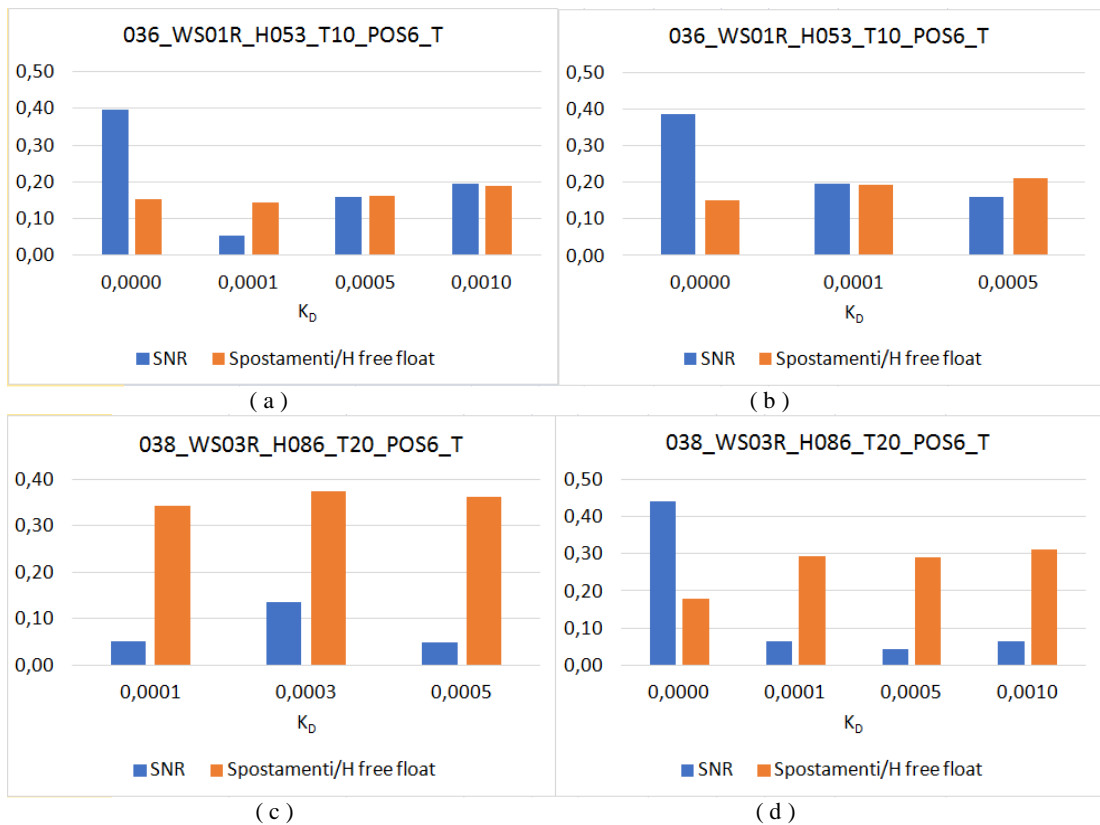 036_WS01R_H053_T10_POS6_T
0,50
0,40
0,30
0,20
0,10
0,00
0,0000 0,0001 0,0005 0,0010
K_D
SNR Spostamenti/H free float
( a )
036_WS01R_H053_T10_POS6_T
0,50
0,40
0,30
0,20
0,10
0,00
0,0000 0,0001 0,0005
K_D
SNR Spostamenti/H free float
( b )
038_WS03R_H086_T20_POS6_T
0,40
0,30
0,20
0,10
0,00
0,0001 0,0003 0,0005
K_D
SNR Spostamenti/H free float
( c )
038_WS03R_H086_T20_POS6_T
0,50
0,40
0,30
0,20
0,10
0,00
0,0000 0,0001 0,0005 0,0010
K_D
SNR Spostamenti/H free float
( d )